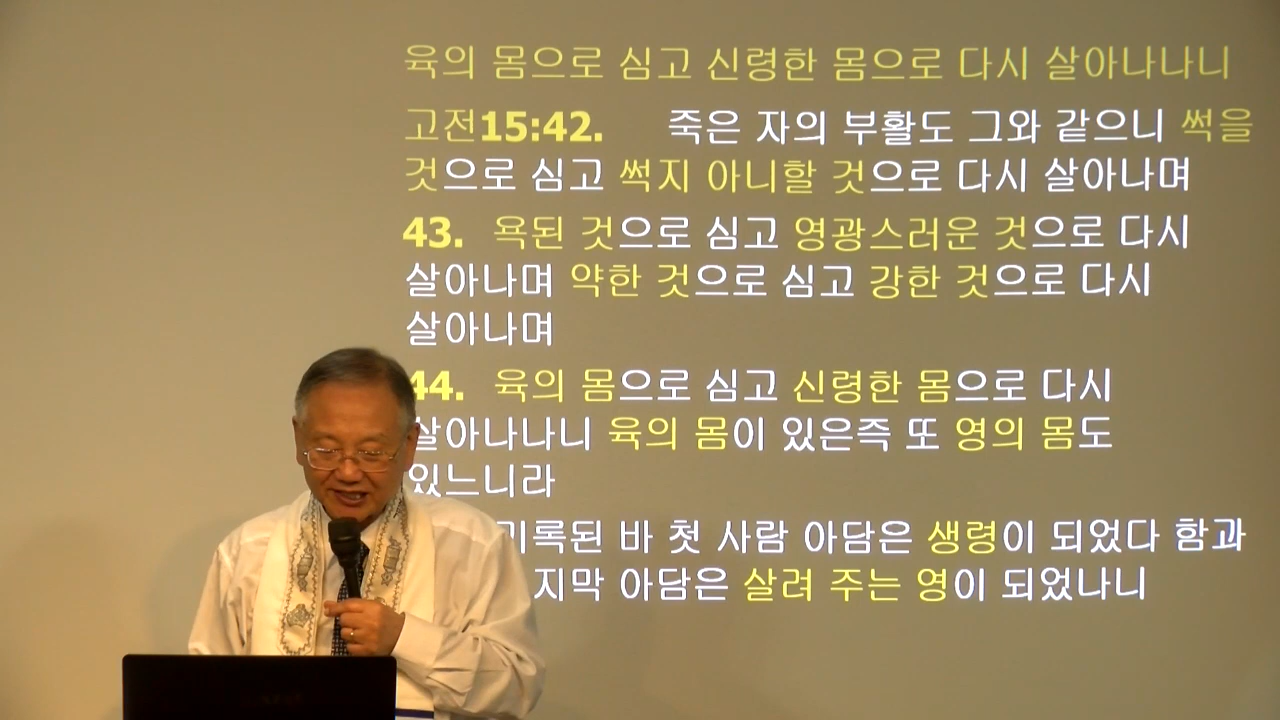 육의 몸으로 심고 신령한 몸으로 다시 살아나나니
고전15:42. 죽은 자의 부활도 그와 같으니 썩을
것으로 심고 썩지 아니할 것으로 다시 살아나며
43. 욕된 것으로 심고 영광스러운 것으로 다시
살아나며 약한 것으로 심고 강한 것으로 다시
살아나며
44. 육의 몸으로 심고 신령한 몸으로 다시
살아나나니 육의 몸이 있은즉 또 영의 몸도
있느니라
기록된 바 첫 사람 아담은 생령이 되었다 함과
지막 아담은 살려 주는 영이 되었나니